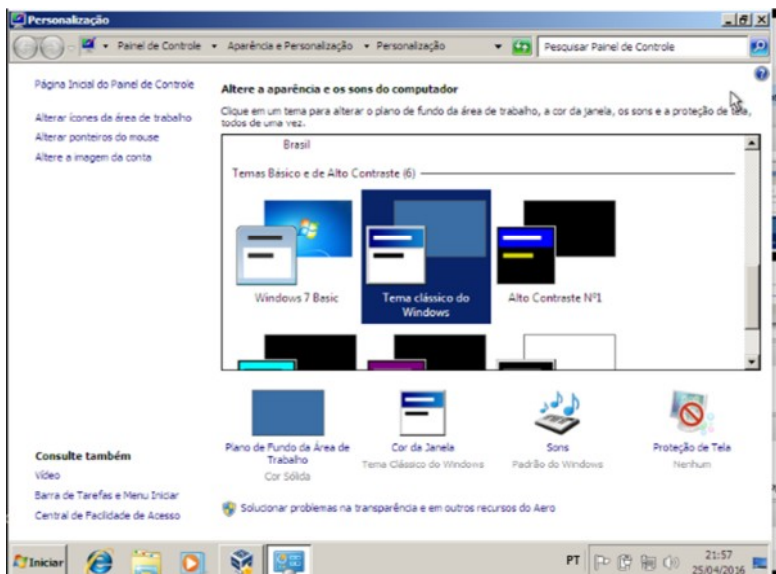 Personalização
Painel de Controle
Aparência e Personalização
Personalização
Pesquisar Painel de Controle
Página Inicial do Painel de Controle
Alterar ícones da área de trabalho
Alterar ponteiros do mouse
Altere a imagem da conta
Altere a aparência e os sons do computador
Clique em um tema para alterar o plano de fundo da área de trabalho, a cor da janela, os sons e a proteção de tela,
todos de uma vez.
Brasil
Temas Básico e de Alto Contraste (6)
Windows 7 Basic
Tema clássico do
Windows
Alto Contraste Nº1
Plano de Fundo da Área de
Trabalho
Cor Sólida
Cor da Janela
Tema Clássico do Windows
Sons
Padrão do Windows
Proteção de Tela
Nenhum
Solucionar problemas na transparência e em outros recursos do Aero
Consulte também
Vídeo
Barra de Tarefas e Menu Iniciar
Central de Facilidade de Acesso
Iniciar
PT
21:57
25/04/2016